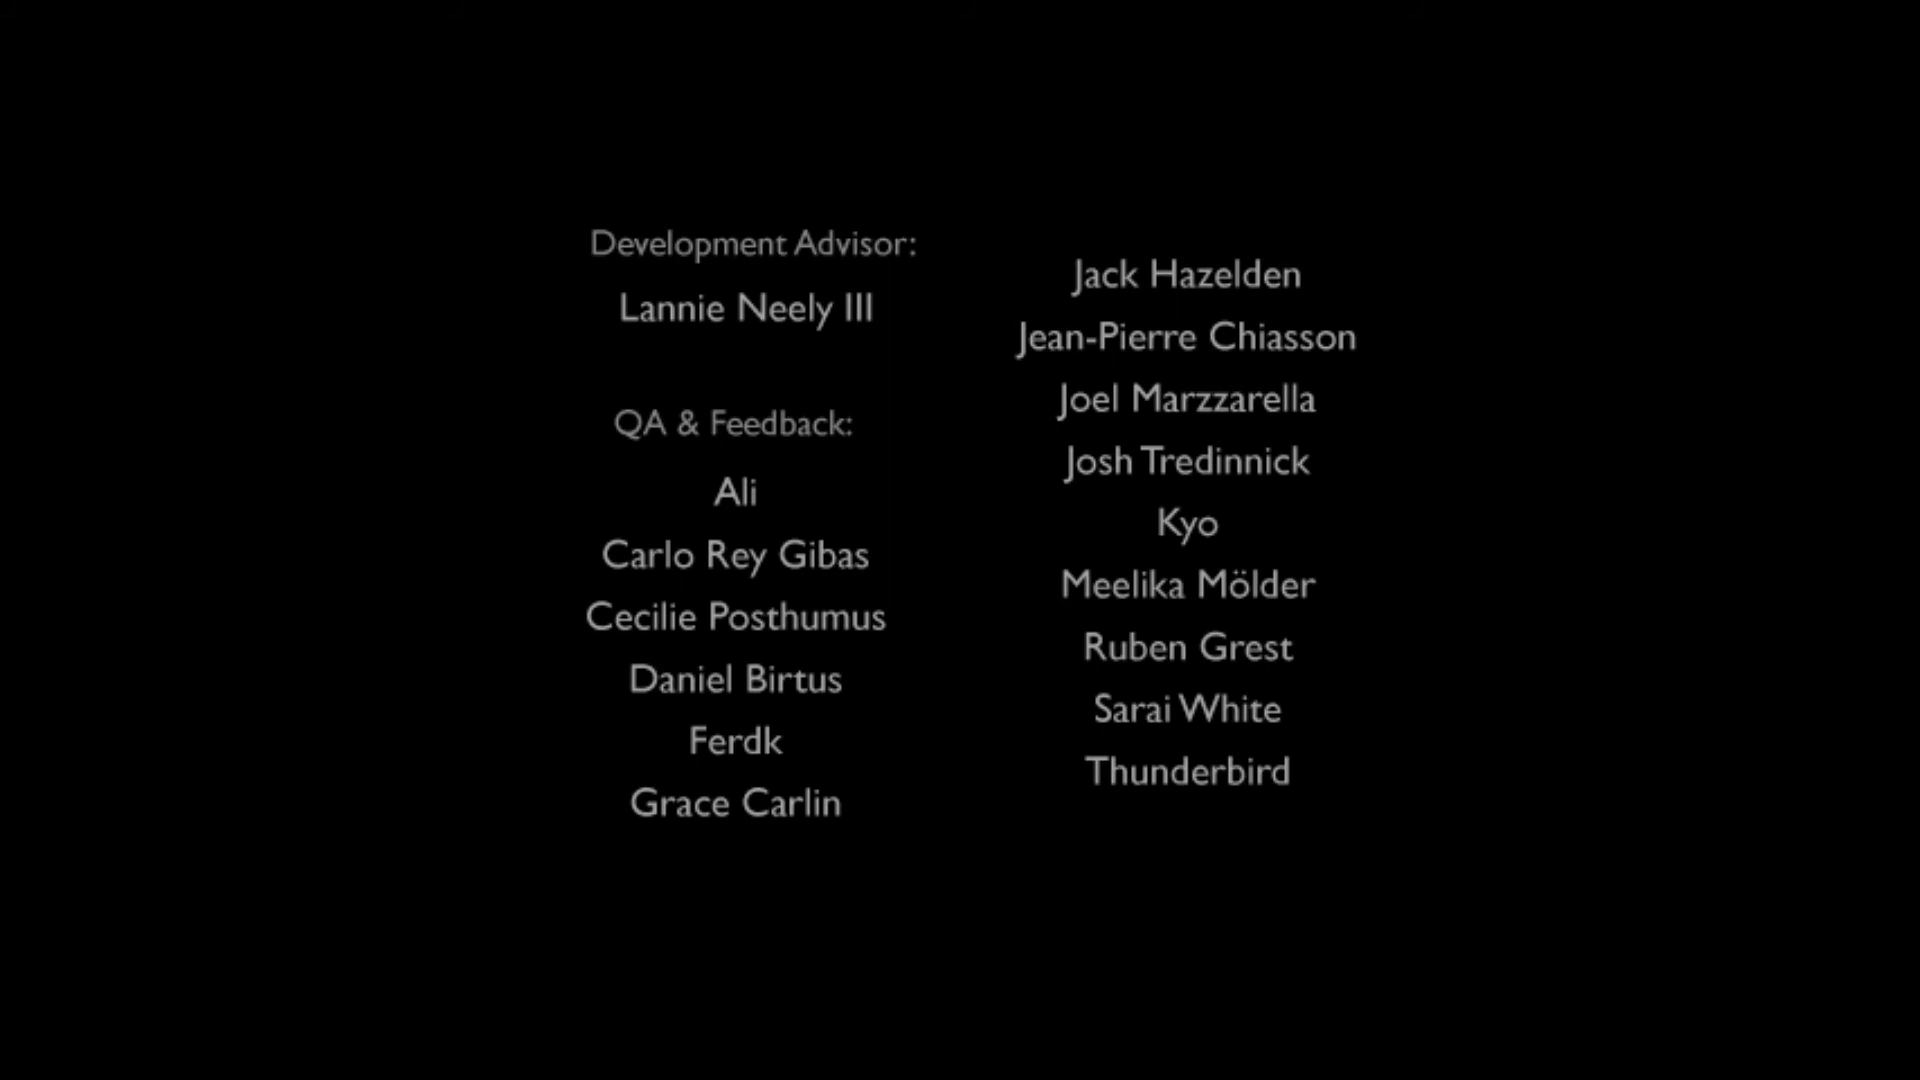 Development Advisor:
Lannie Neely III
QA & Feedback:
Ali
Carlo Rey Gibas
Cecilie Posthumus
Daniel Birtus
Ferdk
Grace Carlin
Jack Hazelden
Jean-Pierre Chiasson
Joel Marzzarella
Josh Tredinnick
Kyo
Meelika Mölder
Ruben Grest
Sarai White
Thunderbird